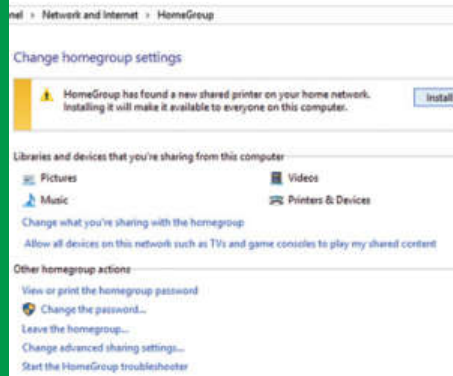 nel › Network and Internet › HomeGroup
Change homegroup settings
HomeGroup has found a new shared printer on your home network.
Installing it will make it available to everyone on this computer.
Install
Libraries and devices that you're sharing from this computer
Pictures
Videos
Music
Printers & Devices
Change what you're sharing with the homegroup
Allow all devices on this network such as TVs and game consoles to play my shared content
Other homegroup actions
View or print the homegroup password
Change the password...
Leave the homegroup...
Change advanced sharing settings...
Start the HomeGroup troubleshooter